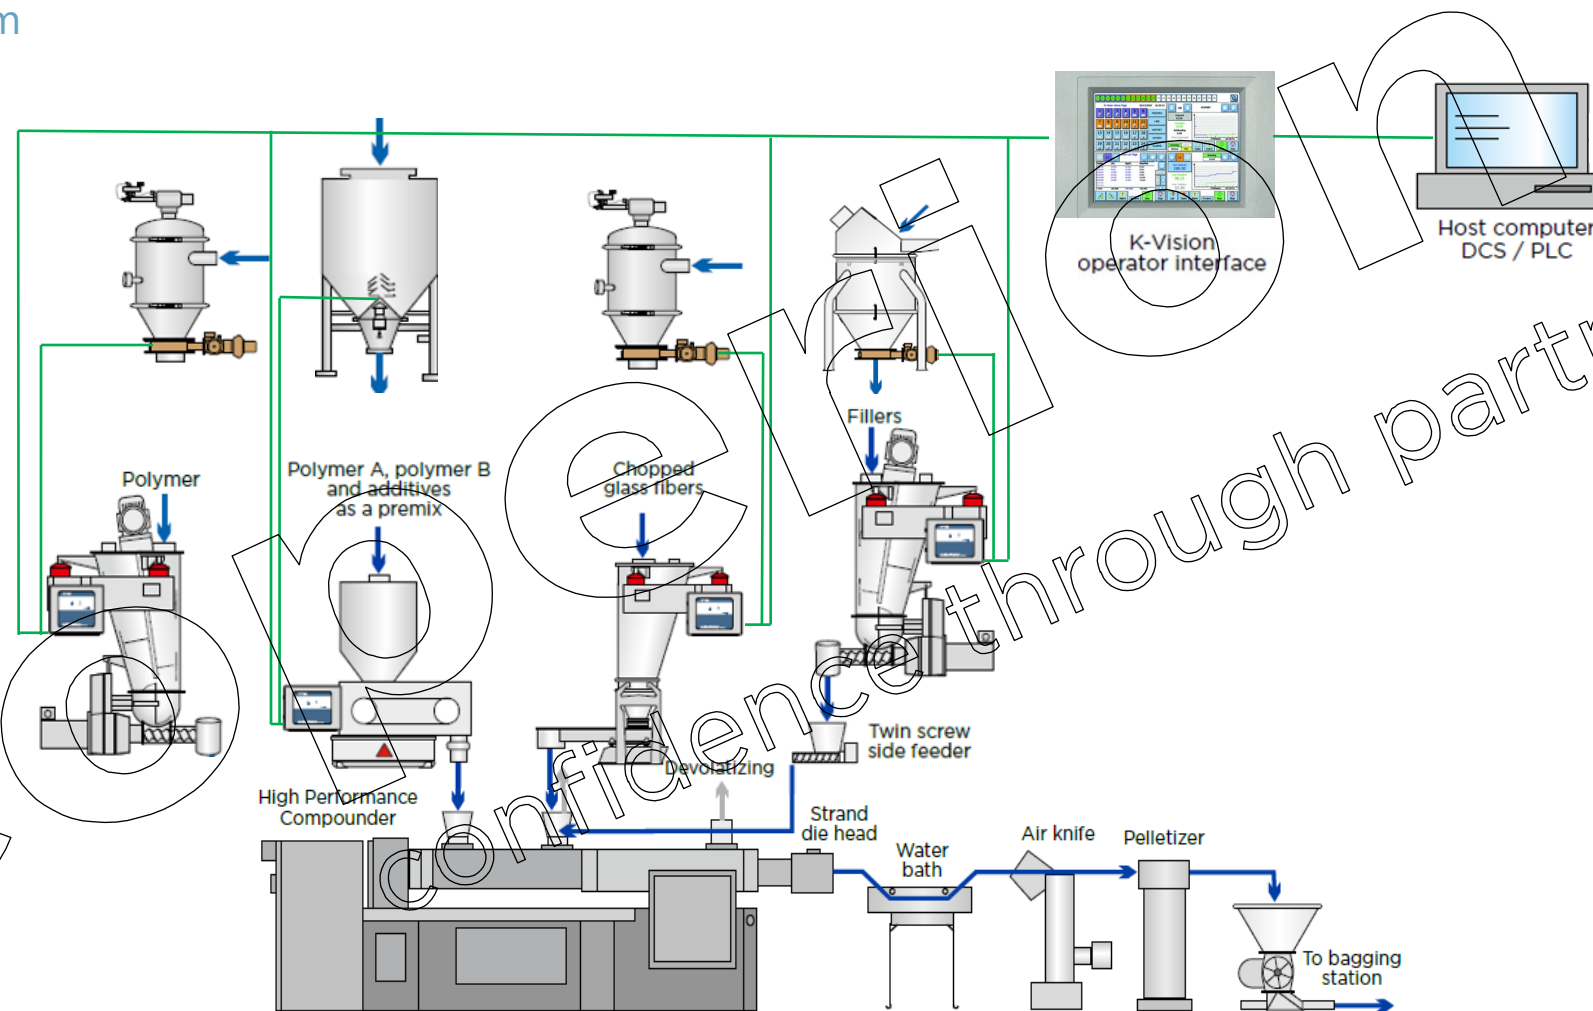 m
K-Vision
operator interface
Host computer
DCS / PLC
Fillers
Polymer
Polymer A, polymer B
and additives
as a premix
Chopped
glass fibers
Twin screw
side feeder
Devolatizing
High Performance
Compounder
Strand
die head
Water
bath
Air knife
Pelletizer
To bagging
station
coperion
confidence through partn